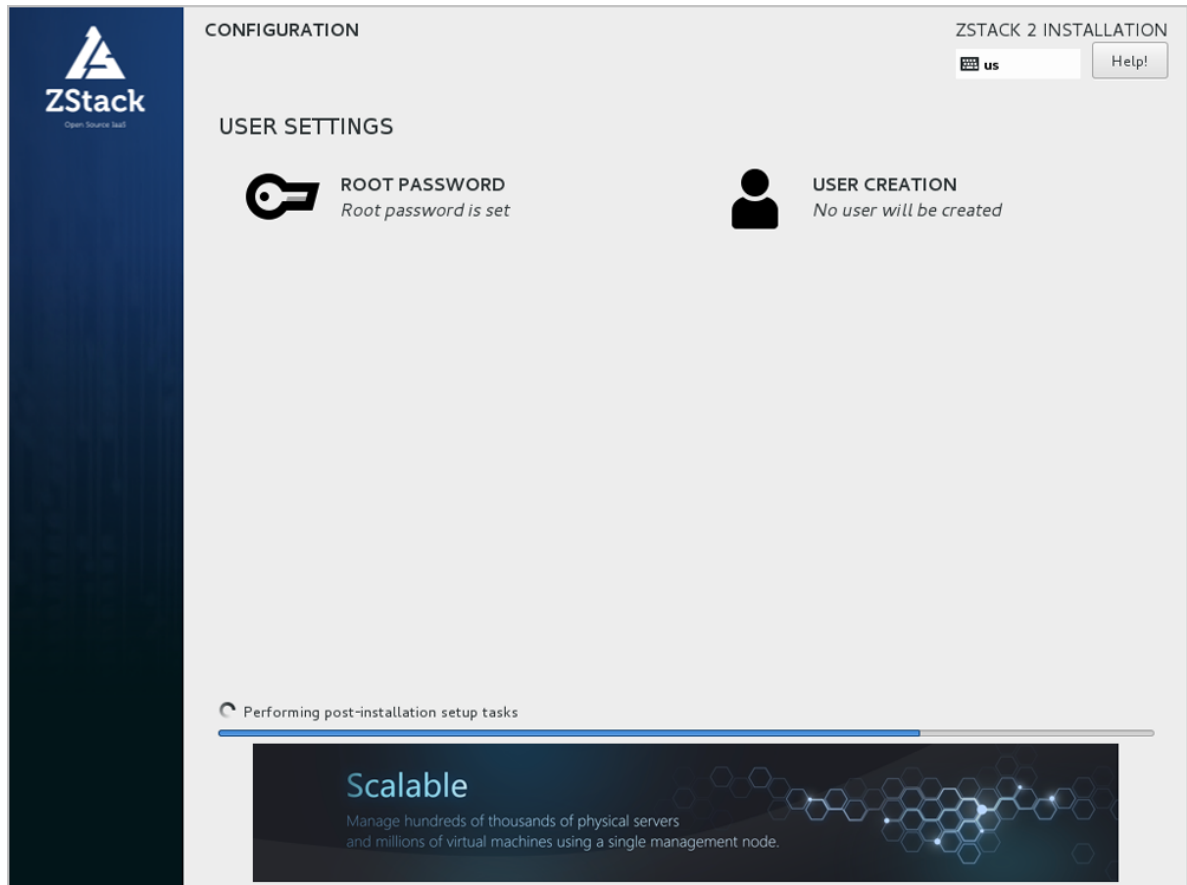 ZStack
Open Source IaaS
CONFIGURATION
ZSTACK 2 INSTALLATION
us
Help!
USER SETTINGS
ROOT PASSWORD
Root password is set
USER CREATION
No user will be created
Performing post-installation setup tasks
Scalable
Manage hundreds of thousands of physical servers
and millions of virtual machines using a single management node.